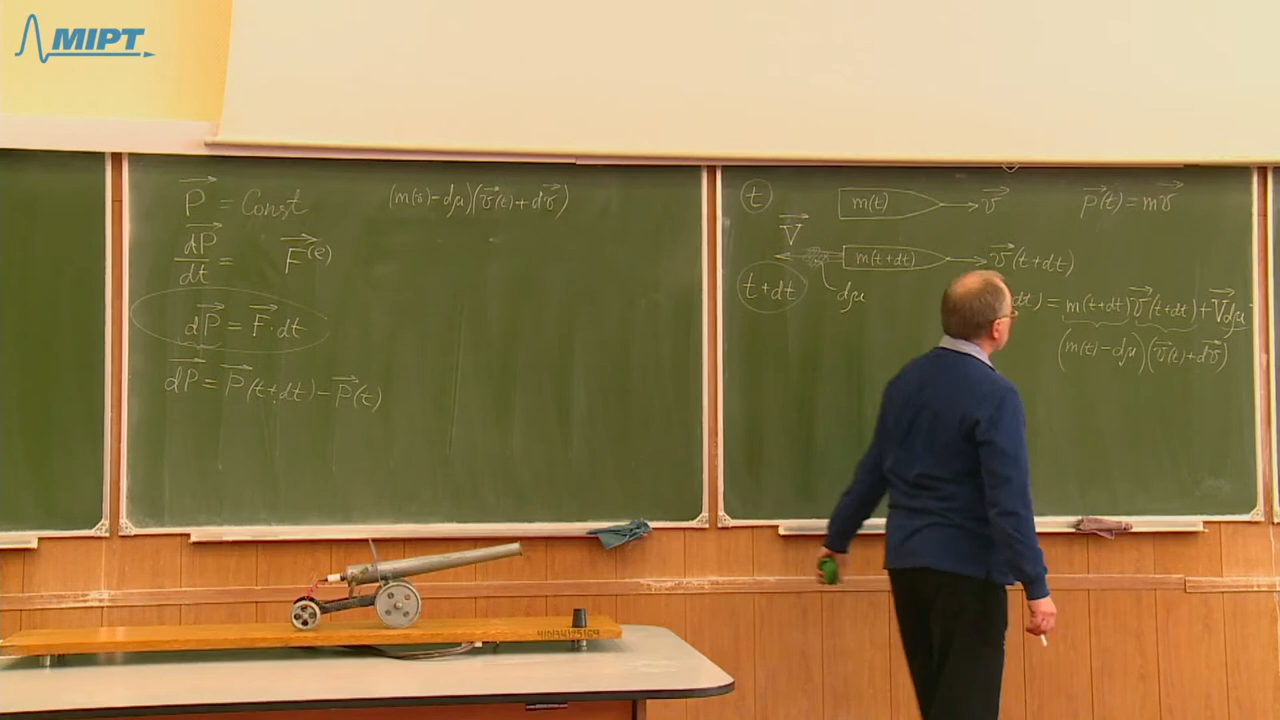 MIPT
P⃗ = Const
(m(v)-dμ)(v⃗(t)+dv⃗)
dP⃗/dt = F⃗^(e)
dP⃗ = F⃗·dt
dP⃗ = P⃗(t+dt) - P⃗(t)
t m(t) v⃗ P⃗(t) = mv⃗
V⃗
m(t+dt) v⃗(t+dt)
t+dt dμ
dt) = m(t+dt)v⃗(t+dt)+V⃗dμ
(m(t)-dμ)(v⃗(t)+dv⃗)